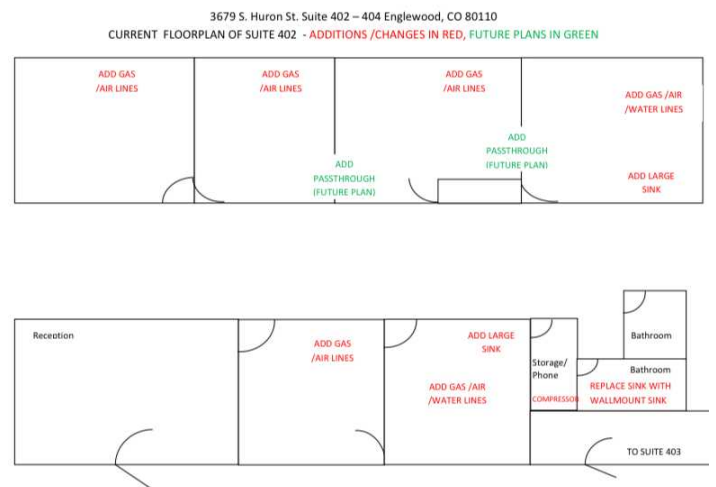 3679 S. Huron St. Suite 402 – 404 Englewood, CO 80110
CURRENT FLOORPLAN OF SUITE 402 - ADDITIONS /CHANGES IN RED, FUTURE PLANS IN GREEN
ADD GAS
/AIR LINES
ADD GAS
/AIR LINES
ADD GAS
/AIR LINES
ADD GAS /AIR
/WATER LINES
ADD
PASSTHROUGH
(FUTURE PLAN)
ADD
PASSTHROUGH
(FUTURE PLAN)
ADD LARGE
SINK
Reception
ADD GAS
/AIR LINES
ADD LARGE
SINK
ADD GAS /AIR
/WATER LINES
Storage/
Phone
COMPRESSOR
Bathroom
Bathroom
REPLACE SINK WITH
WALLMOUNT SINK
TO SUITE 403